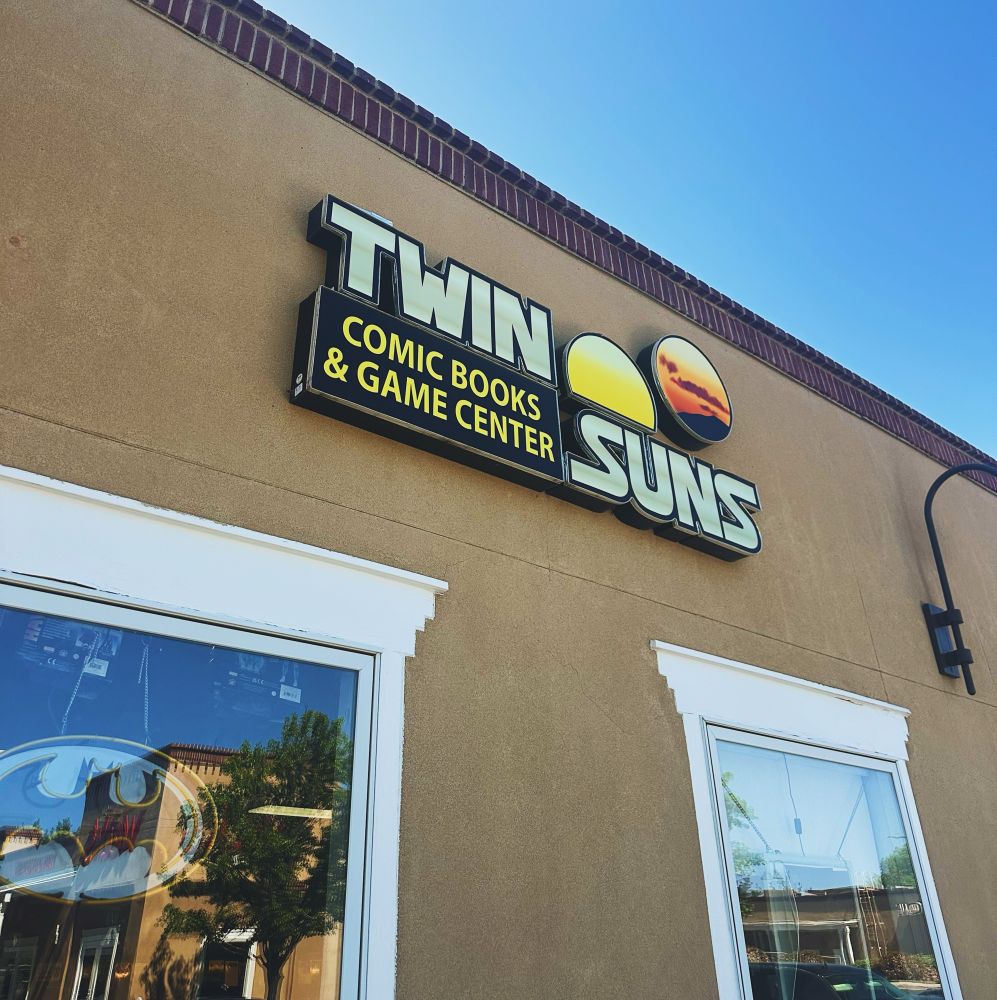 TWIN
COMIC BOOKS
& GAME CENTER
SUNS